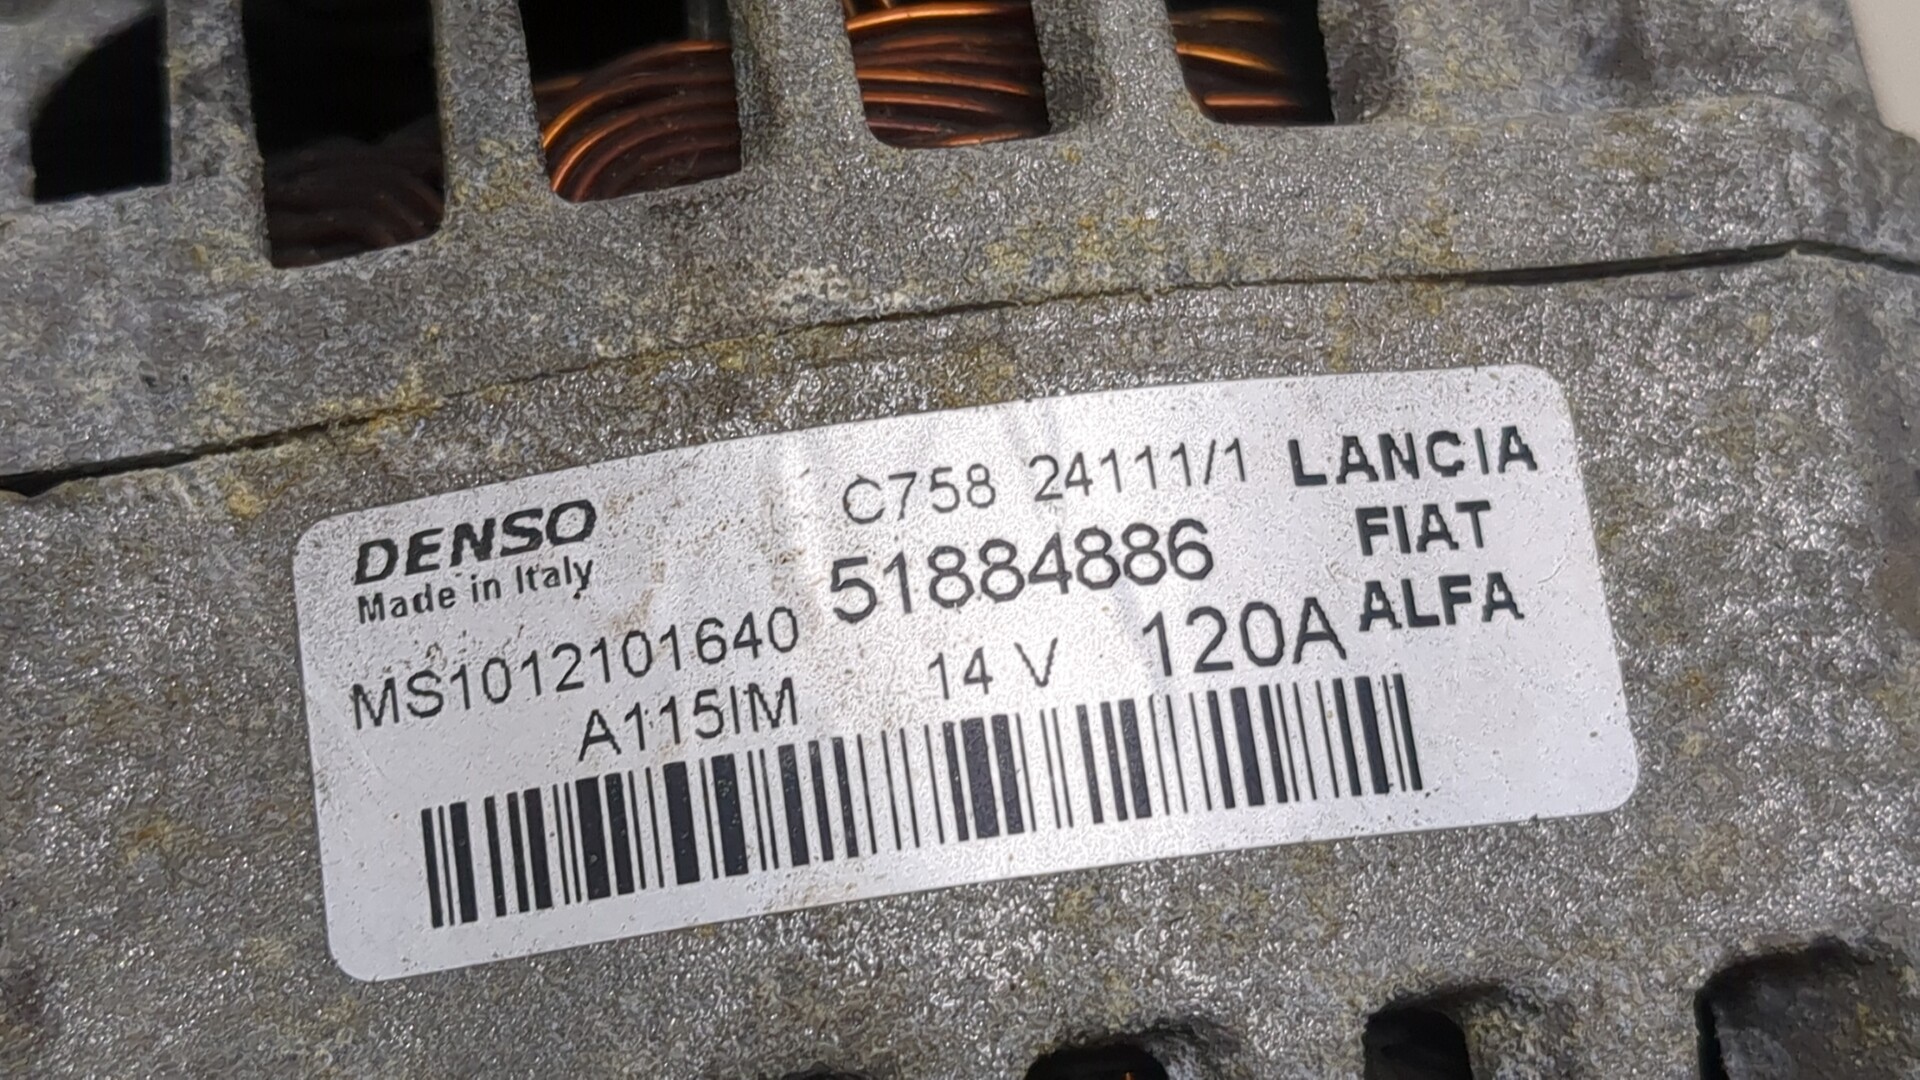 DENSO
Made in Italy
MS1012101640
A115IM
C758 24111/1
51884886
14 V 120A
LANCIA
FIAT
ALFA